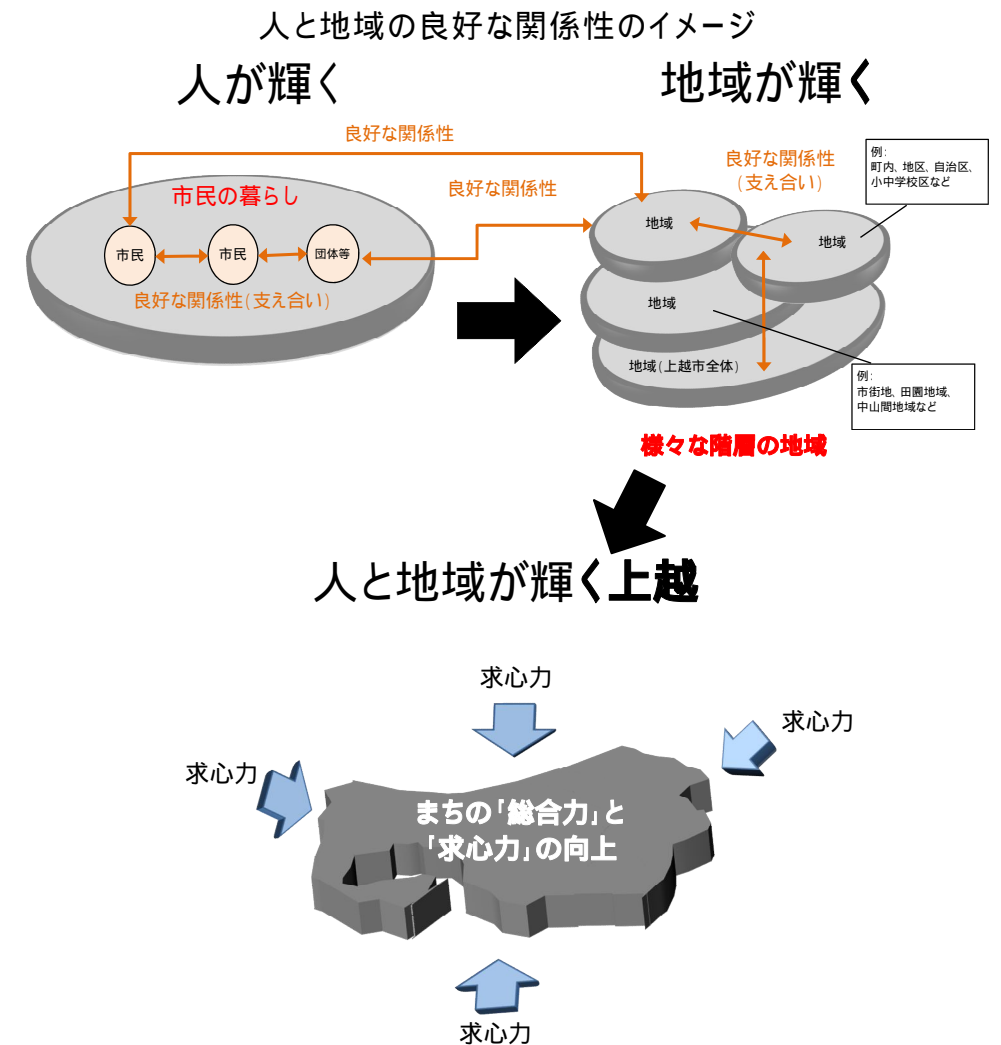 人と地域の良好な関係性のイメージ
人が輝く
地域が輝く
良好な関係性
良好な関係性
良好な関係性
(支え合い)
例:
町内、地区、自治区、
小中学校区など
市民の暮らし
市民
市民
団体等
良好な関係性(支え合い)
地域
地域
地域
地域(上越市全体)
例:
市街地、田園地域、
中山間地域など
様々な階層の地域
人と地域が輝く上越
求心力
求心力
求心力
まちの「総合力」と
「求心力」の向上
求心力